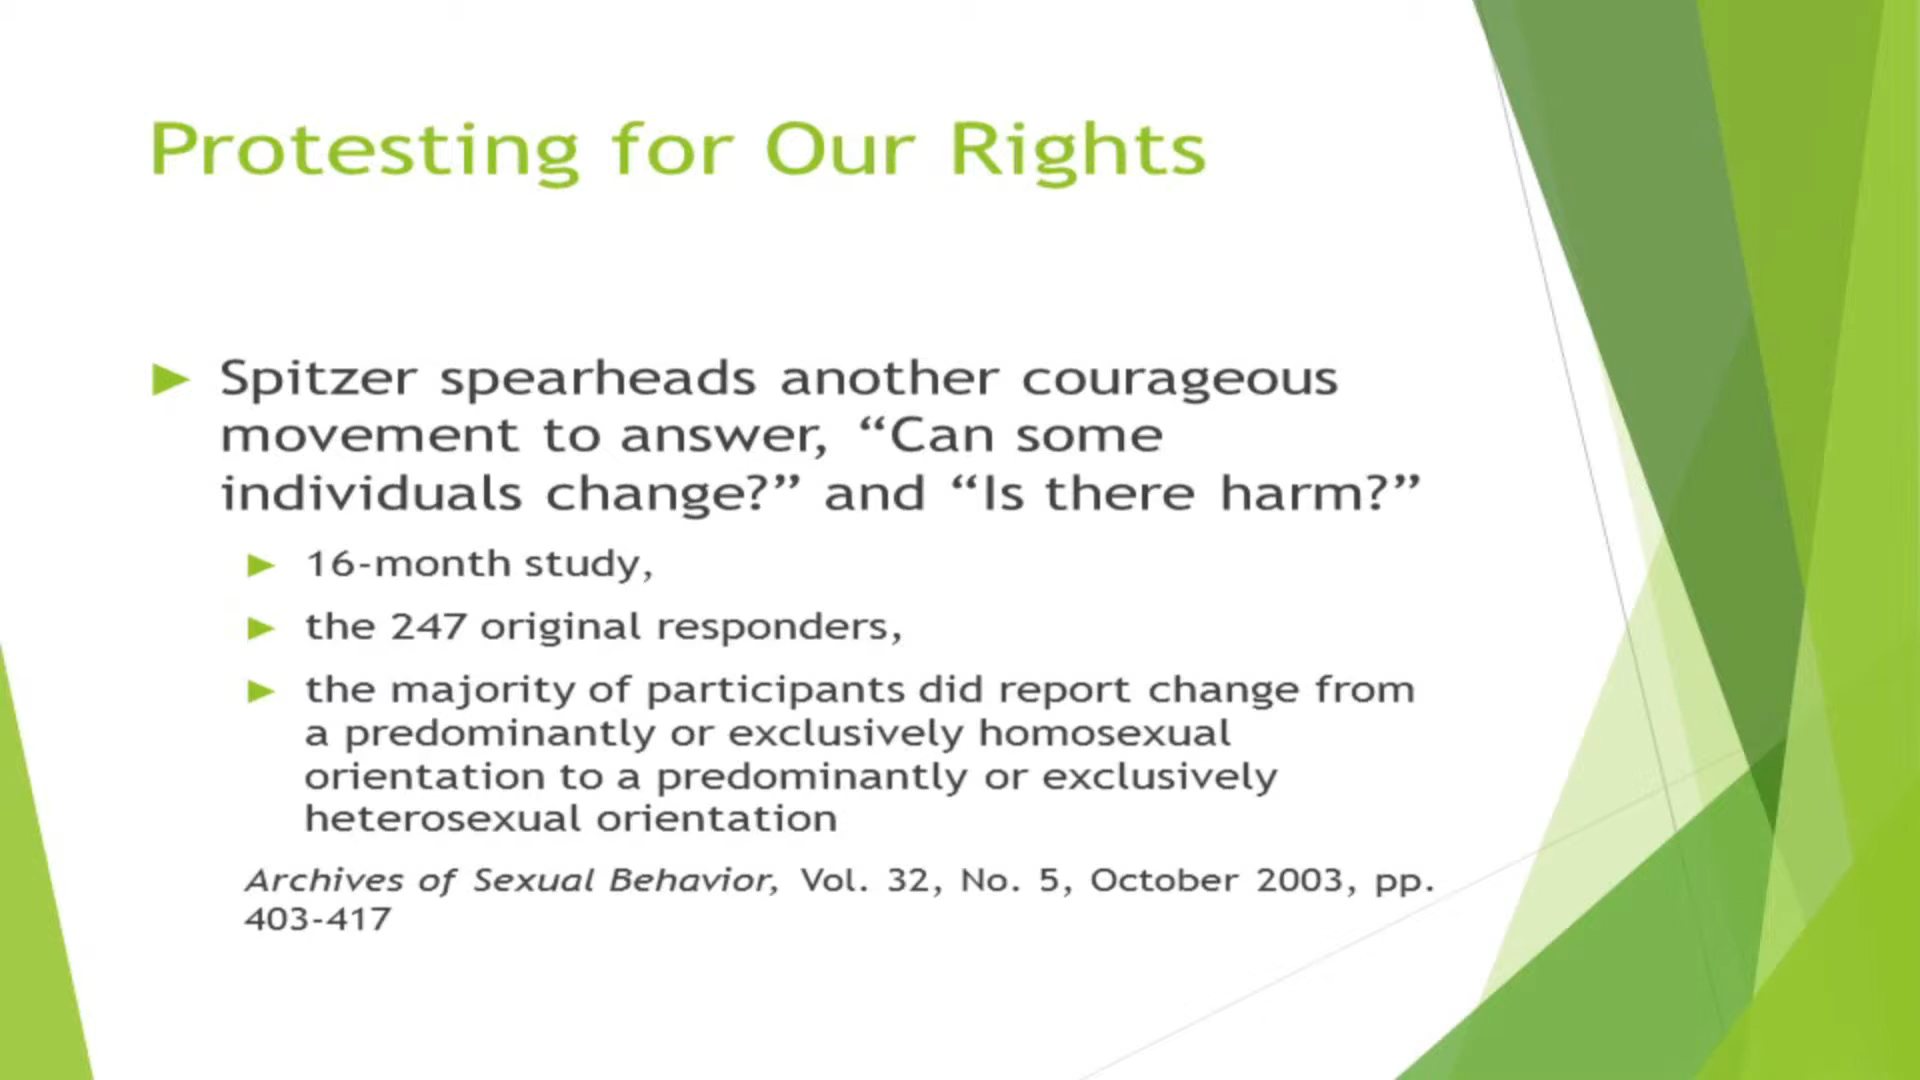 Protesting for Our Rights
Spitzer spearheads another courageous
movement to answer, “Can some
individuals change?” and “Is there harm?”
16-month study,
the 247 original responders,
the majority of participants did report change from
a predominantly or exclusively homosexual
orientation to a predominantly or exclusively
heterosexual orientation
Archives of Sexual Behavior, Vol. 32, No. 5, October 2003, pp.
403-417